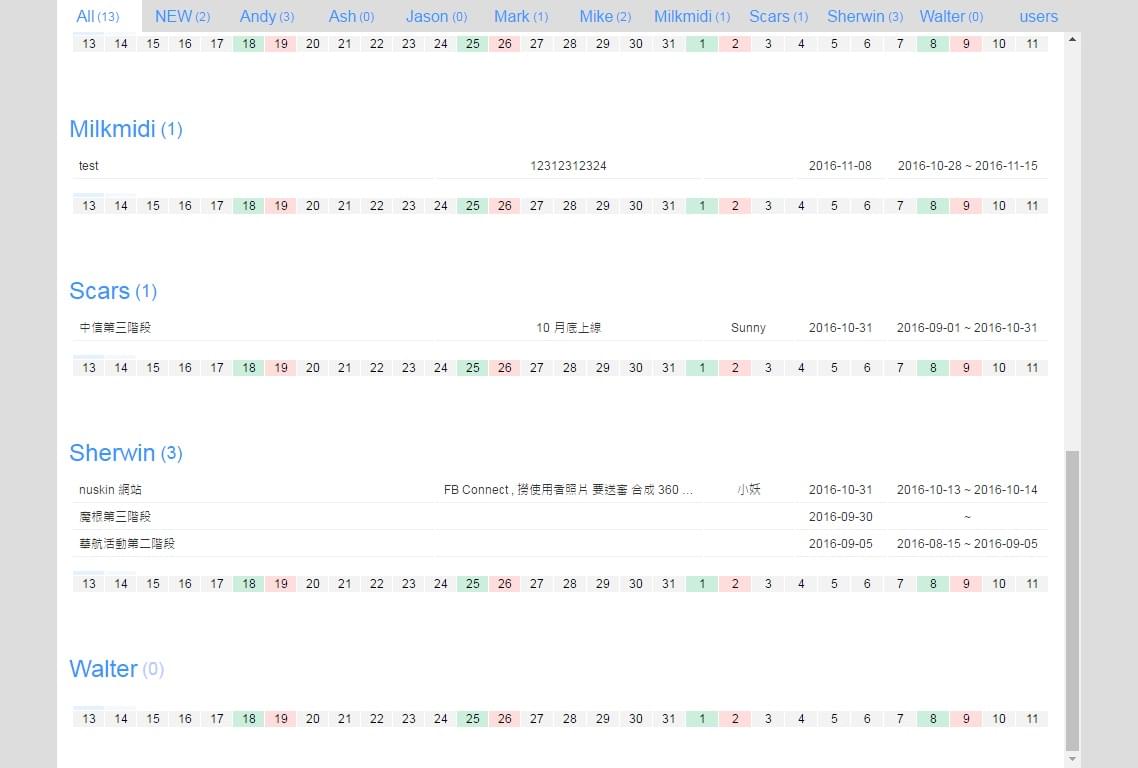 All (13) NEW (2) Andy (3) Ash (0) Jason (0) Mark (1) Mike (2) Milkmidi (1) Scars (1) Sherwin (3) Walter (0) users
13 14 15 16 17 18 19 20 21 22 23 24 25 26 27 28 29 30 31 1 2 3 4 5 6 7 8 9 10 11
Milkmidi (1)
test 12312312324 2016-11-08 2016-10-28 ~ 2016-11-15
13 14 15 16 17 18 19 20 21 22 23 24 25 26 27 28 29 30 31 1 2 3 4 5 6 7 8 9 10 11
Scars (1)
中信第三階段 10 月底上線 Sunny 2016-10-31 2016-09-01 ~ 2016-10-31
13 14 15 16 17 18 19 20 21 22 23 24 25 26 27 28 29 30 31 1 2 3 4 5 6 7 8 9 10 11
Sherwin (3)
nuskin 網站 FB Connect , 撈使用者照片 要送審 合成 360 ... 小妖 2016-10-31 2016-10-13 ~ 2016-10-14
魔根第三階段 2016-09-30 ~
華航活動第二階段 2016-09-05 2016-08-15 ~ 2016-09-05
13 14 15 16 17 18 19 20 21 22 23 24 25 26 27 28 29 30 31 1 2 3 4 5 6 7 8 9 10 11
Walter (0)
13 14 15 16 17 18 19 20 21 22 23 24 25 26 27 28 29 30 31 1 2 3 4 5 6 7 8 9 10 11